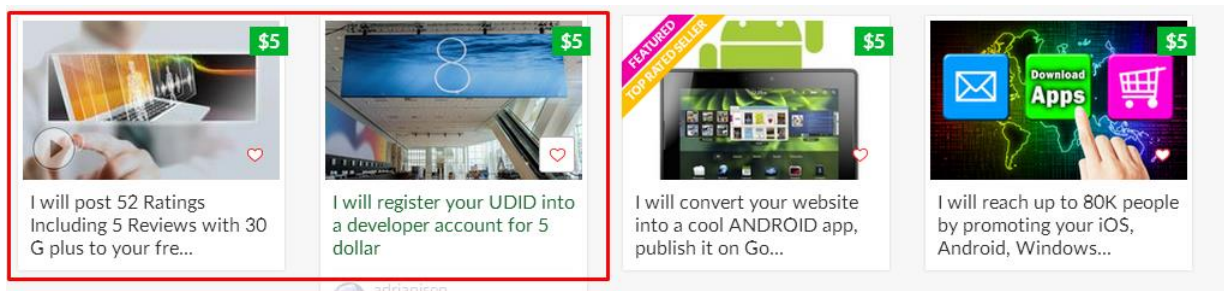 $5
I will post 52 Ratings
Including 5 Reviews with 30
G plus to your fre...
$5
8
I will register your UDID into
a developer account for 5
dollar
adrianison
FEATURED
TOP RATED SELLER
$5
I will convert your website
into a cool ANDROID app,
publish it on Go...
$5
Download
Apps
I will reach up to 80K people
by promoting your iOS,
Android, Windows...